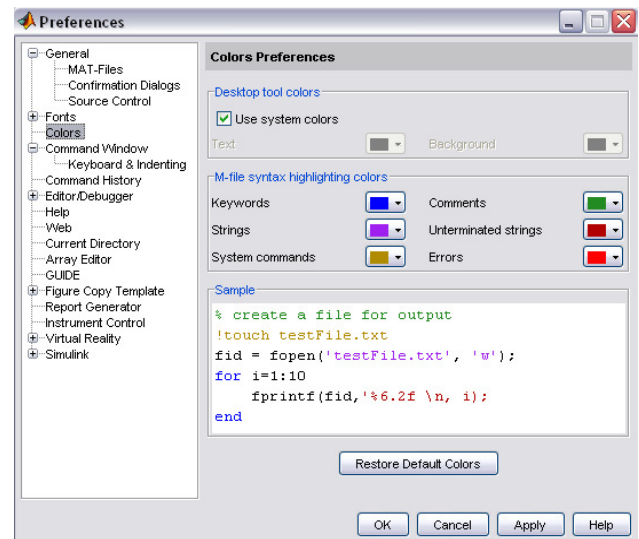 Preferences
General
MAT-Files
Confirmation Dialogs
Source Control
Fonts
Colors
Command Window
Keyboard & Indenting
Command History
Editor/Debugger
Help
Web
Current Directory
Array Editor
GUIDE
Figure Copy Template
Report Generator
Instrument Control
Virtual Reality
Simulink
Colors Preferences
Desktop tool colors
Use system colors
Text Background
M-file syntax highlighting colors
Keywords Comments
Strings Unterminated strings
System commands Errors
Sample
% create a file for output
!touch testFile.txt
fid = fopen('testFile.txt', 'w');
for i=1:10
fprintf(fid,'%6.2f \n, i);
end
Restore Default Colors
OK Cancel Apply Help